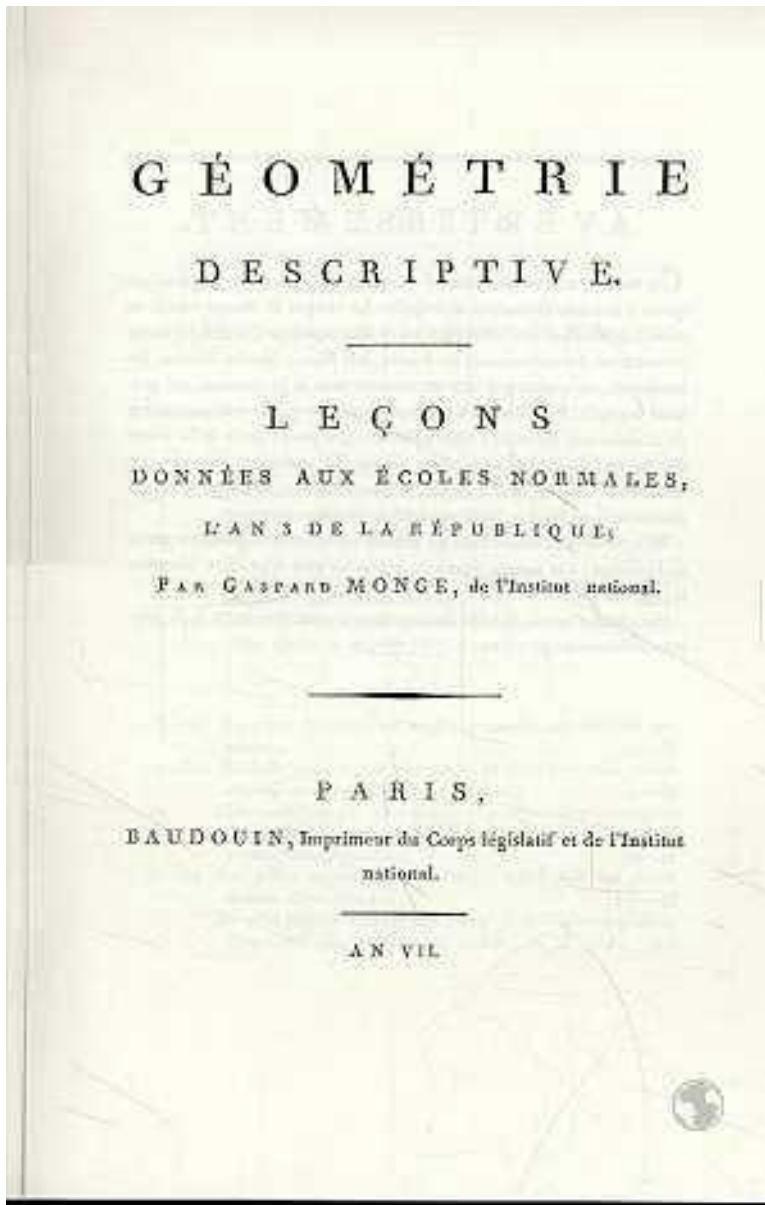 GÉOMÉTRIE
DESCRIPTIVE.
LEÇONS
DONNÉES AUX ÉCOLES NORMALES,
L'AN 3 DE LA RÉPUBLIQUE;
PAR GASPARD MONGE, de l'Institut national.
PARIS,
BAUDOUIN, Imprimeur du Corps législatif et de l'Institut
national.
AN VII.